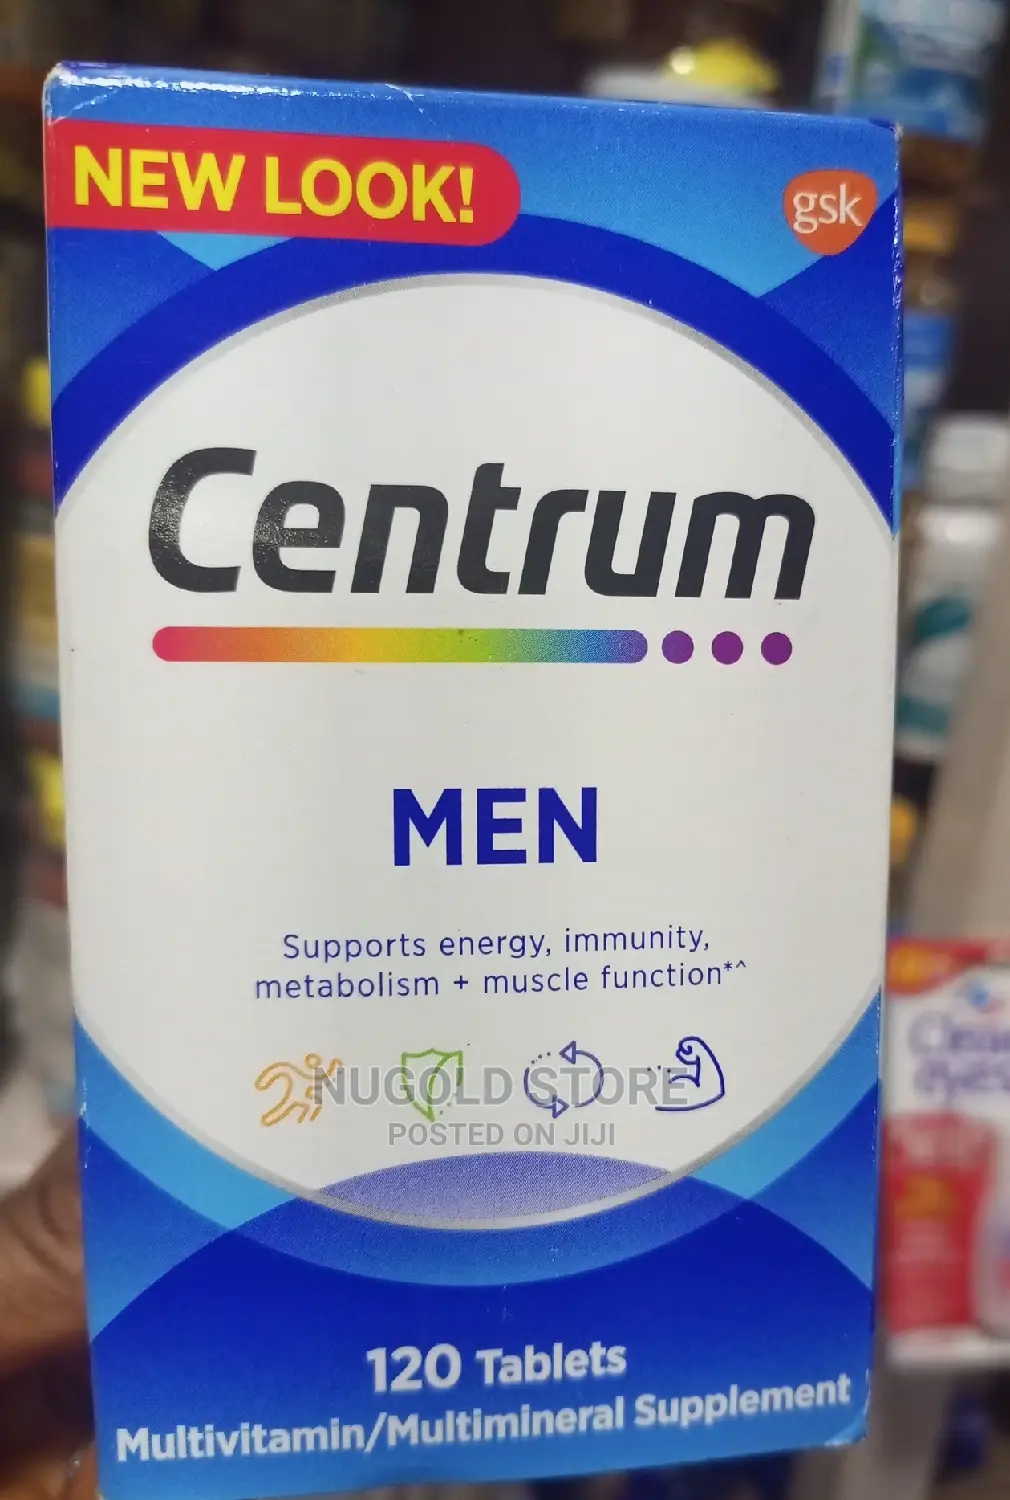 NEW LOOK!
gsk
Centrum
MEN
Supports energy, immunity,
metabolism + muscle function*^
NUGOLD STORE
POSTED ON JIJI
120 Tablets
Multivitamin/Multimineral Supplement